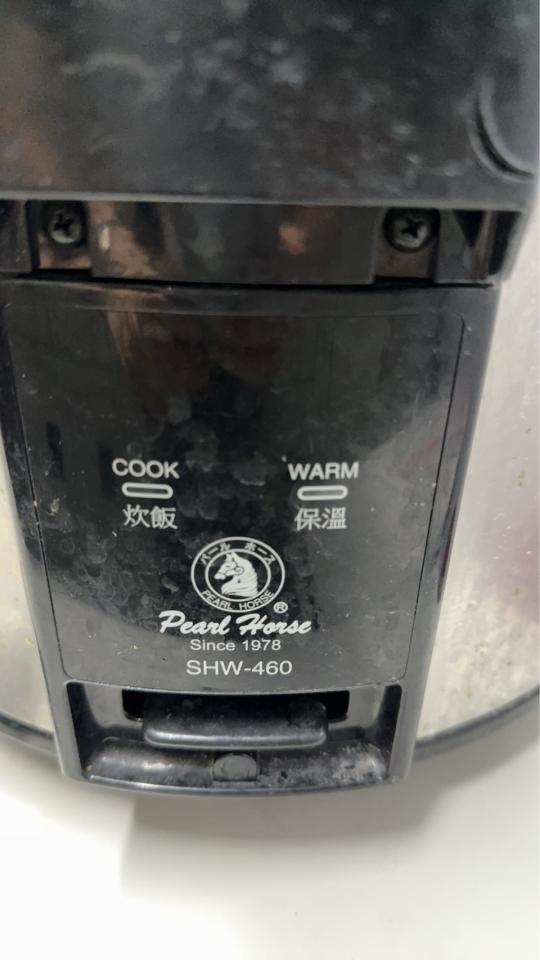 COOK WARM
炊飯 保溫
パール ホース
PEARL HORSE
®
Pearl Horse
Since 1978
SHW-460